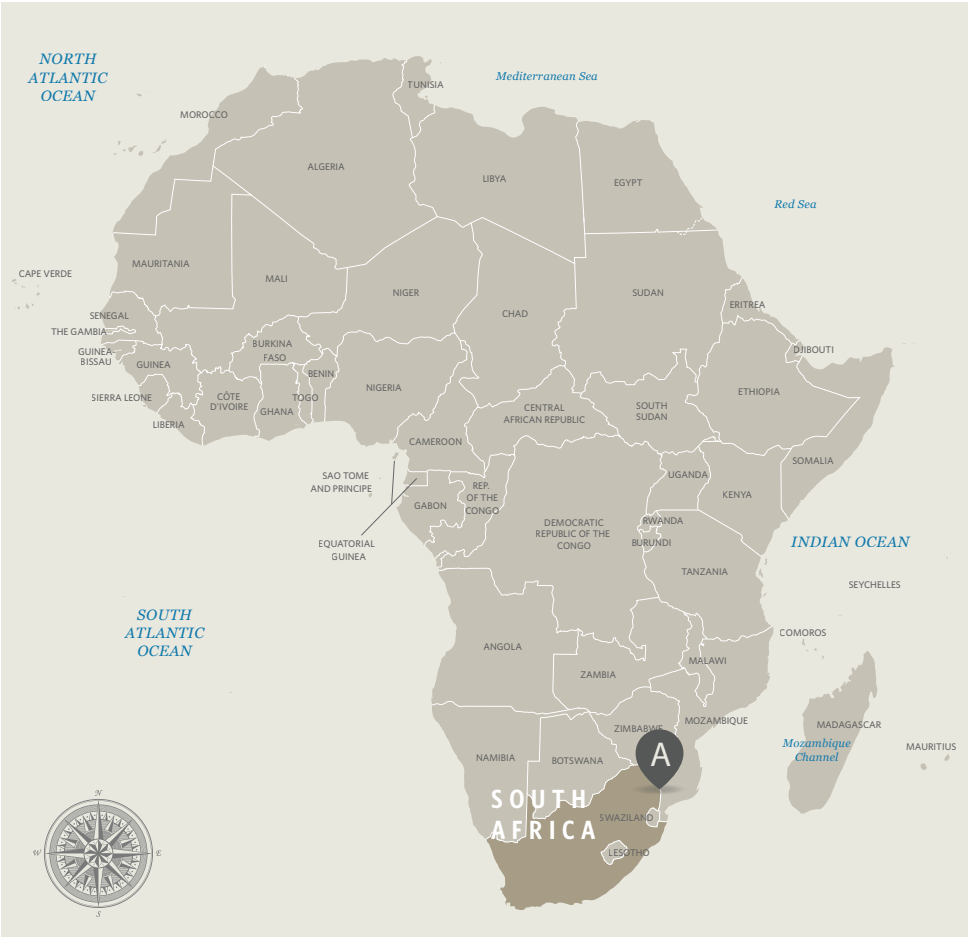 NORTH
ATLANTIC
OCEAN
Mediterranean Sea
TUNISIA
MOROCCO
ALGERIA
LIBYA
EGYPT
Red Sea
CAPE VERDE
MAURITANIA
MALI
NIGER
CHAD
SUDAN
ERITREA
SENEGAL
THE GAMBIA
GUINEA-
BISSAU
GUINEA
BURKINA
FASO
BENIN
DJIBOUTI
SIERRA LEONE
CÔTE
D'IVOIRE
GHANA
TOGO
NIGERIA
ETHIOPIA
LIBERIA
CENTRAL
AFRICAN REPUBLIC
SOUTH
SUDAN
CAMEROON
SOMALIA
SAO TOME
AND PRINCIPE
REP.
OF THE
CONGO
GABON
UGANDA
KENYA
EQUATORIAL
GUINEA
DEMOCRATIC
REPUBLIC OF THE
CONGO
RWANDA
BURUNDI
INDIAN OCEAN
TANZANIA
SEYCHELLES
SOUTH
ATLANTIC
OCEAN
COMOROS
ANGOLA
ZAMBIA
MALAWI
MOZAMBIQUE
MADAGASCAR
ZIMBABWE
Mozambique
Channel
MAURITIUS
NAMIBIA
BOTSWANA
A
SOUTH
AFRICA
SWAZILAND
LESOTHO
N
W
E
S